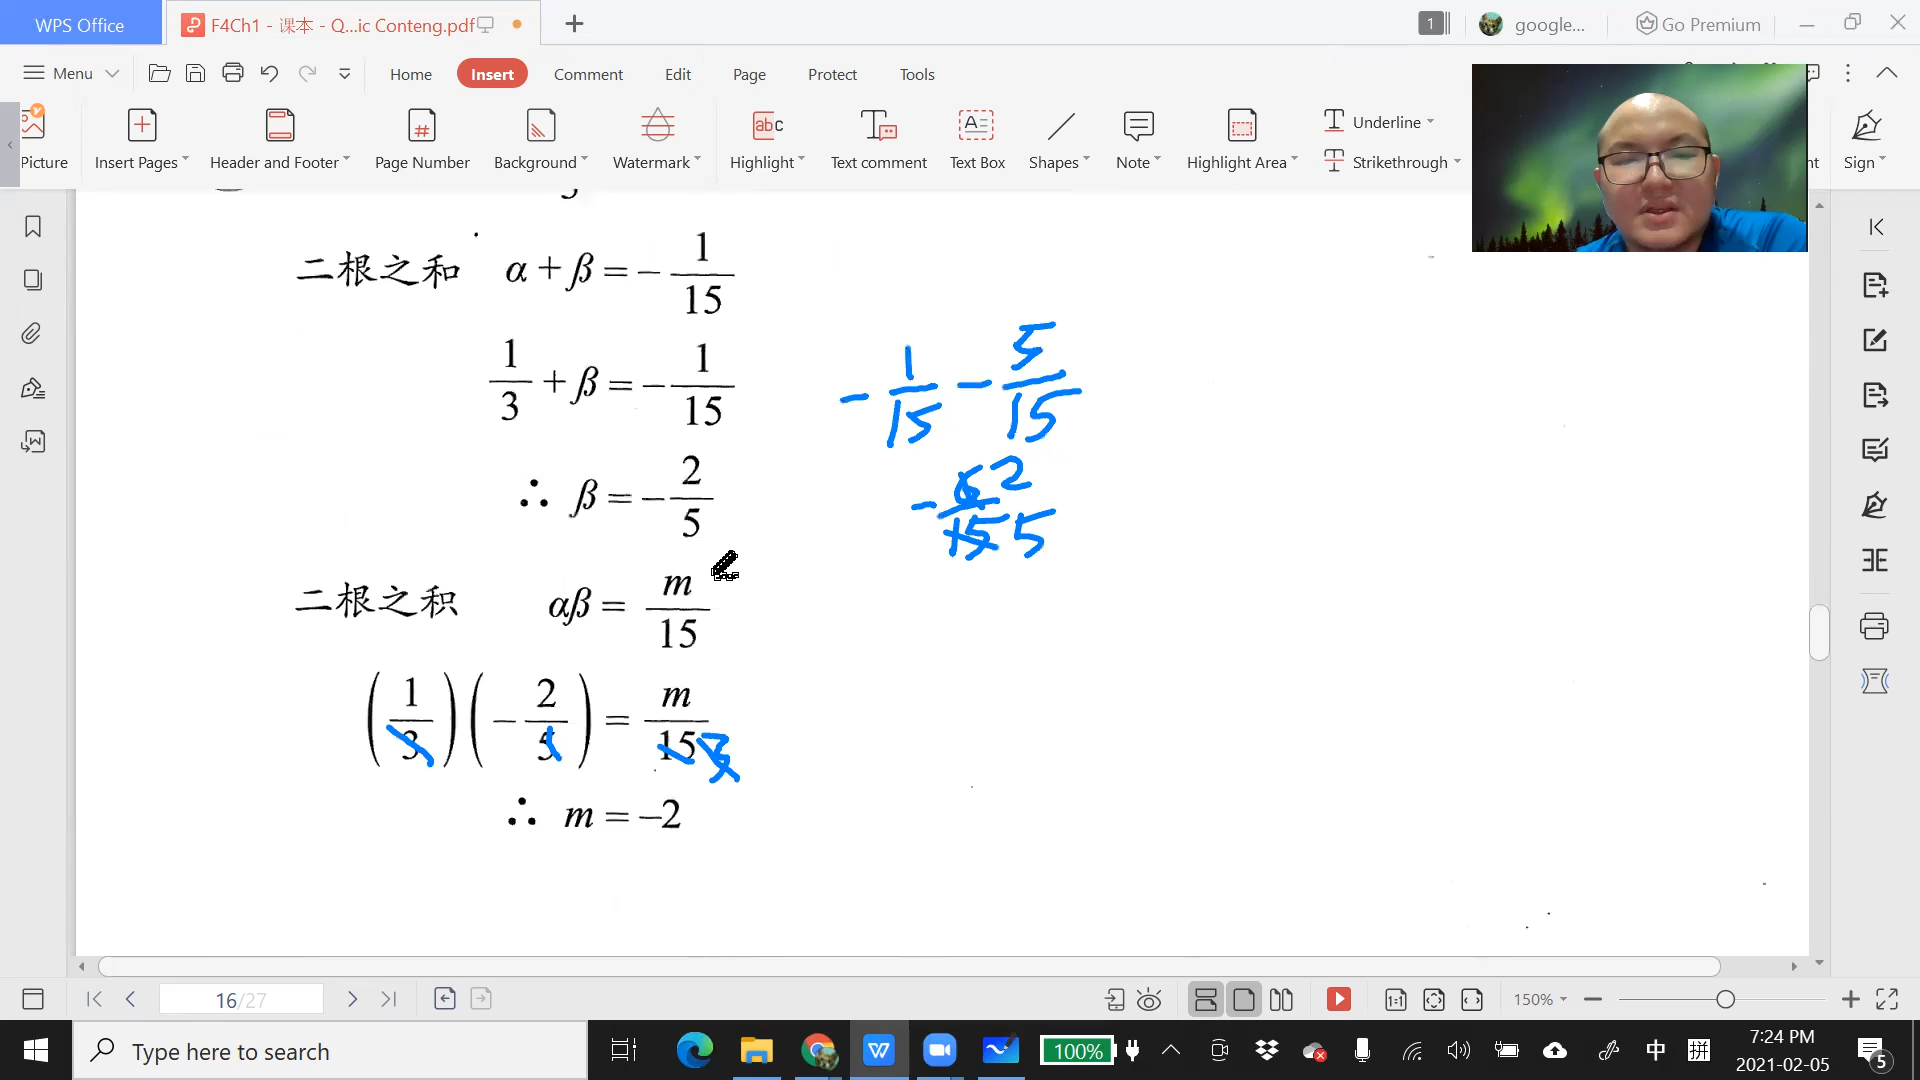 WPS Office
F4Ch1 - 课本 - Q...ic Conteng.pdf
1
google...
Go Premium
Menu
Home
Insert
Comment
Edit
Page
Protect
Tools
Picture
Insert Pages
Header and Footer
Page Number
Background
Watermark
Highlight
Text comment
Text Box
Shapes
Note
Highlight Area
Underline
Strikethrough
Sign
二根之和 α + β = − 1/15
1/3 + β = − 1/15
∴ β = − 2/5
二根之积 αβ = m/15
(1/3)(− 2/5) = m/15 3
∴ m = −2
− 1/15 − 5/15
− 6/15 2/5
16/27
150%
Type here to search
100%
中
拼
7:24 PM
2021-02-05
5